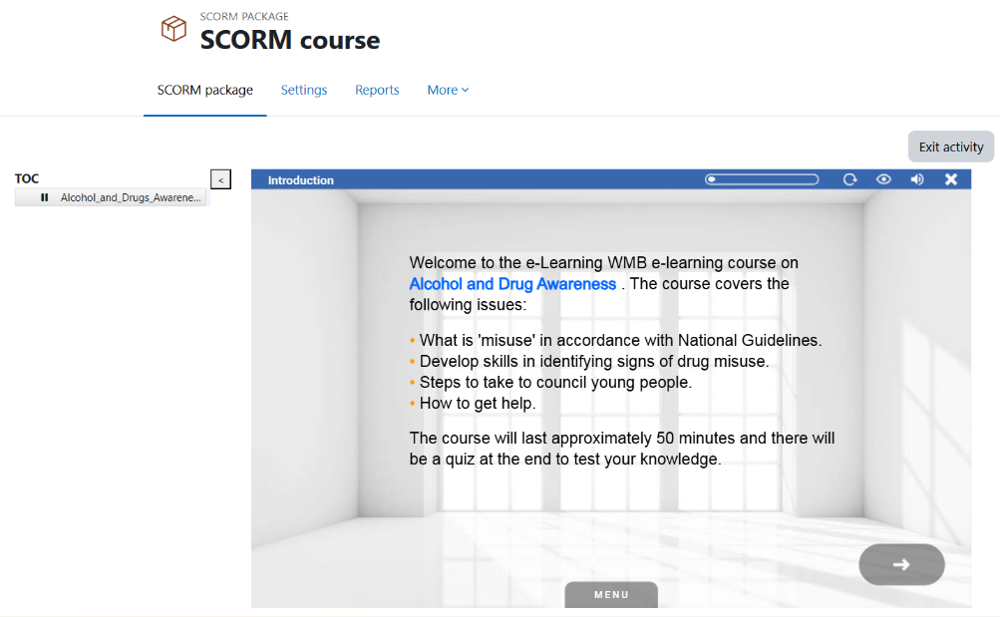 SCORM PACKAGE
SCORM course
SCORM package Settings Reports More
Exit activity
TOC <
Alcohol_and_Drugs_Awarene...
Introduction
Welcome to the e-Learning WMB e-learning course on
Alcohol and Drug Awareness . The course covers the
following issues:
• What is 'misuse' in accordance with National Guidelines.
• Develop skills in identifying signs of drug misuse.
• Steps to take to council young people.
• How to get help.
The course will last approximately 50 minutes and there will
be a quiz at the end to test your knowledge.
MENU